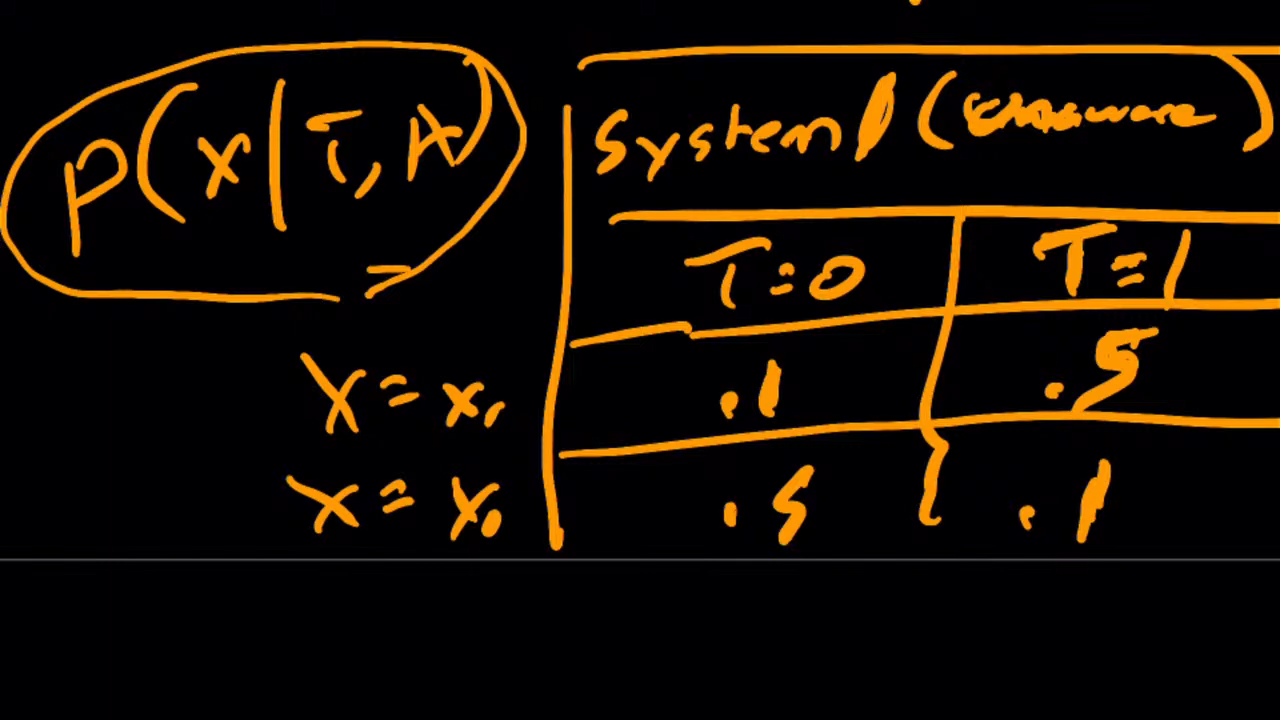 P(X | T, A)
System (
)
T=0 T=1
X = x₁ .1 .5
X = x₀ .5 .1